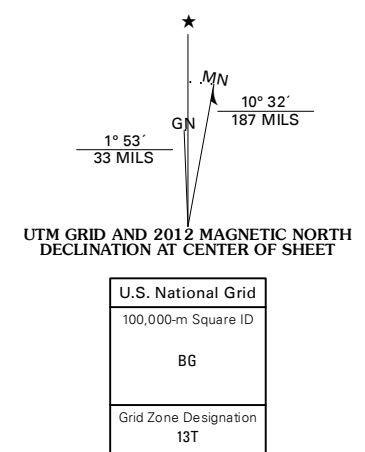 ★
MN
10° 32´
187 MILS
GN
1° 53´
33 MILS
UTM GRID AND 2012 MAGNETIC NORTH
DECLINATION AT CENTER OF SHEET
U.S. National Grid
100,000-m Square ID
BG
Grid Zone Designation
13T